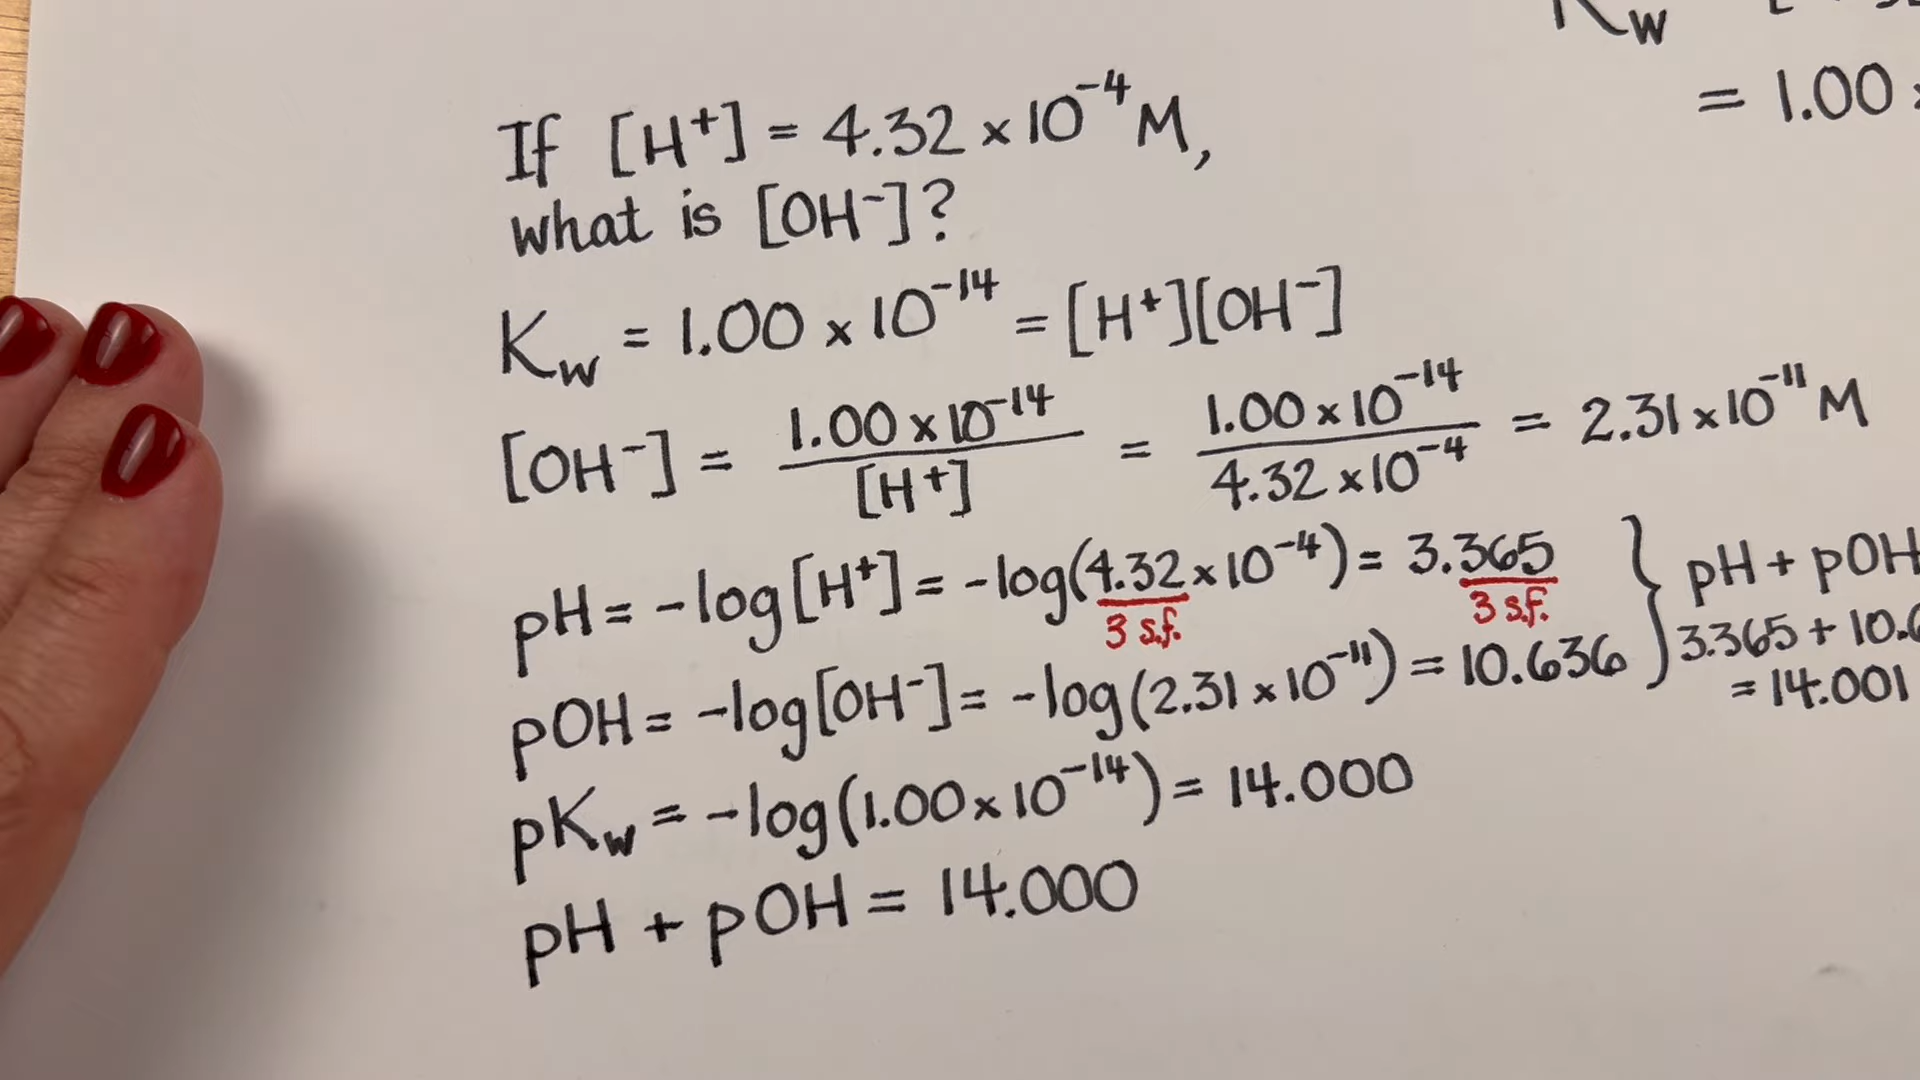 If [H⁺] = 4.32 × 10⁻⁴ M,
what is [OH⁻]?
Kw = 1.00 × 10⁻¹⁴ = [H⁺][OH⁻]
[OH⁻] = 1.00 × 10⁻¹⁴ / [H⁺] = 1.00 × 10⁻¹⁴ / 4.32 × 10⁻⁴ = 2.31 × 10⁻¹¹ M
pH = -log[H⁺] = -log(4.32 × 10⁻⁴) = 3.365
3 s.f. 3 s.f.
pOH = -log[OH⁻] = -log(2.31 × 10⁻¹¹) = 10.636
pKw = -log(1.00 × 10⁻¹⁴) = 14.000
pH + pOH = 14.000
} pH + pOH
3.365 + 10.6
= 14.001
Kw
= 1.00